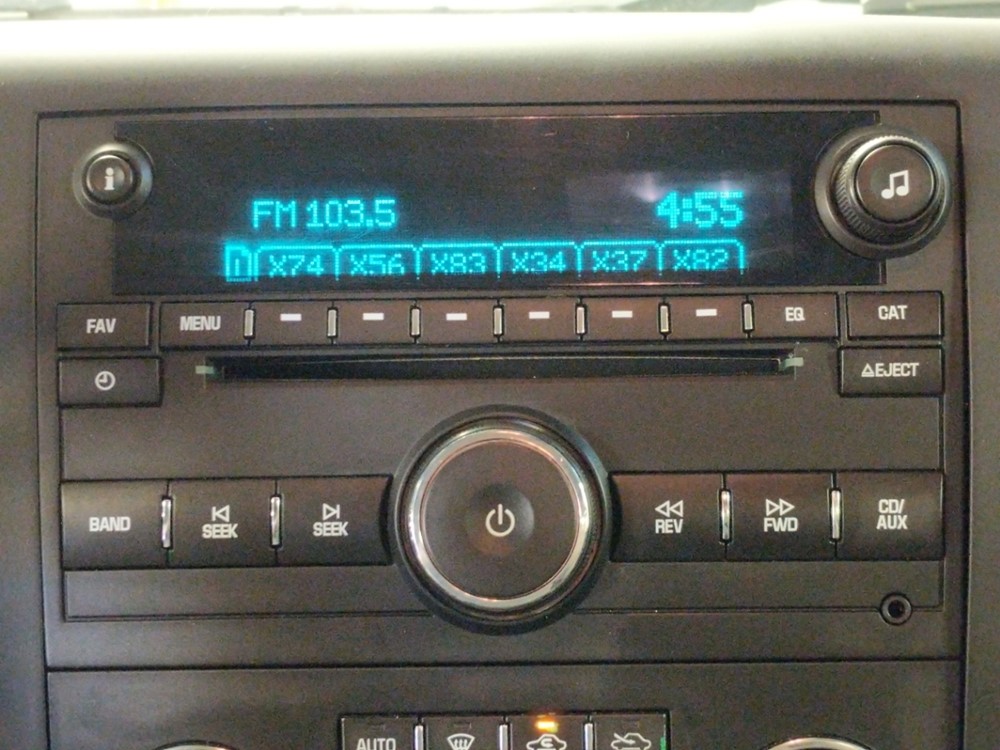 i
FM 103.5 4:55
1 X74 X56 X83 X34 X37 X82
FAV MENU EQ CAT
EJECT
BAND SEEK SEEK REV FWD CD/
AUX
AUTO